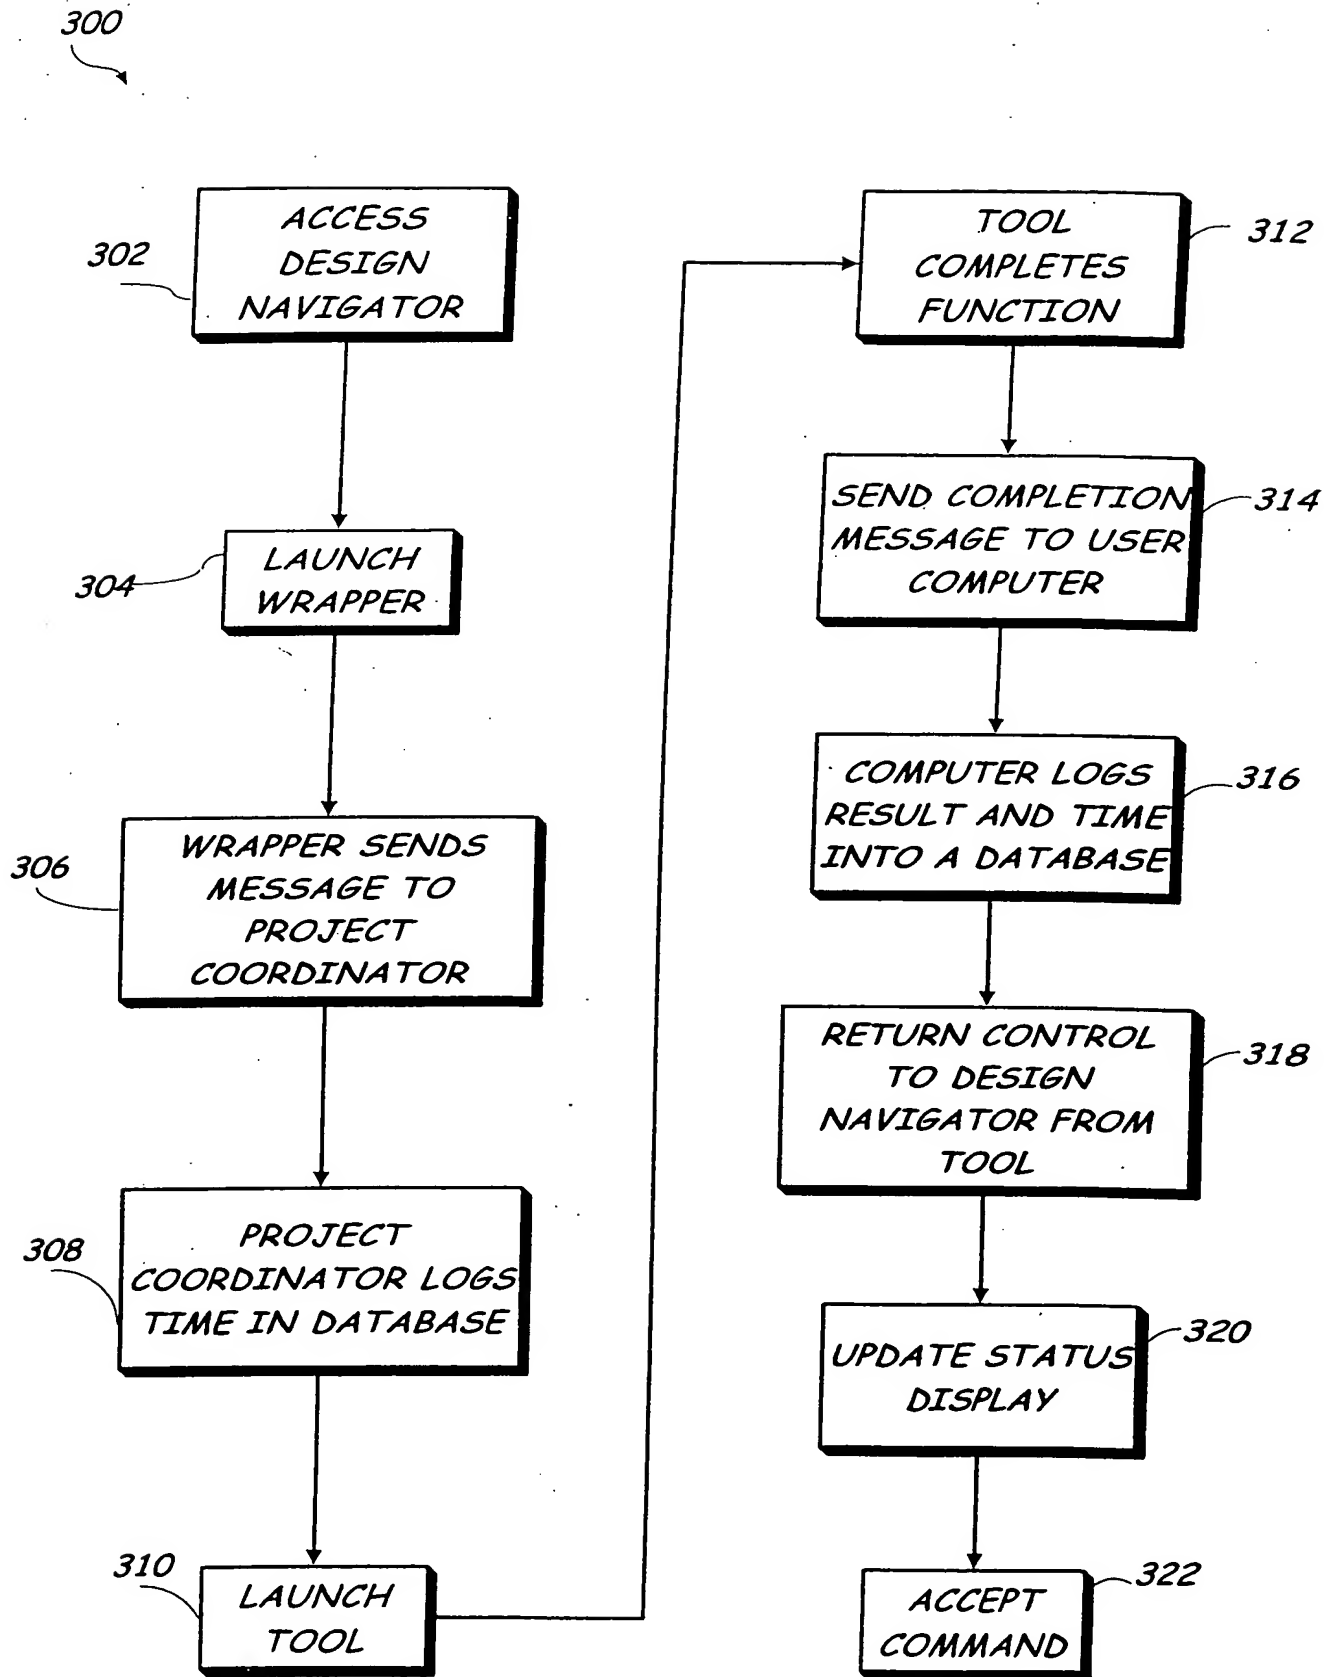 300
302
ACCESS
DESIGN
NAVIGATOR
304
LAUNCH
WRAPPER
306
WRAPPER SENDS
MESSAGE TO
PROJECT
COORDINATOR
308
PROJECT
COORDINATOR LOGS
TIME IN DATABASE
310
LAUNCH
TOOL
TOOL
COMPLETES
FUNCTION
312
SEND COMPLETION
MESSAGE TO USER
COMPUTER
314
COMPUTER LOGS
RESULT AND TIME
INTO A DATABASE
316
RETURN CONTROL
TO DESIGN
NAVIGATOR FROM
TOOL
318
UPDATE STATUS
DISPLAY
320
ACCEPT
COMMAND
322